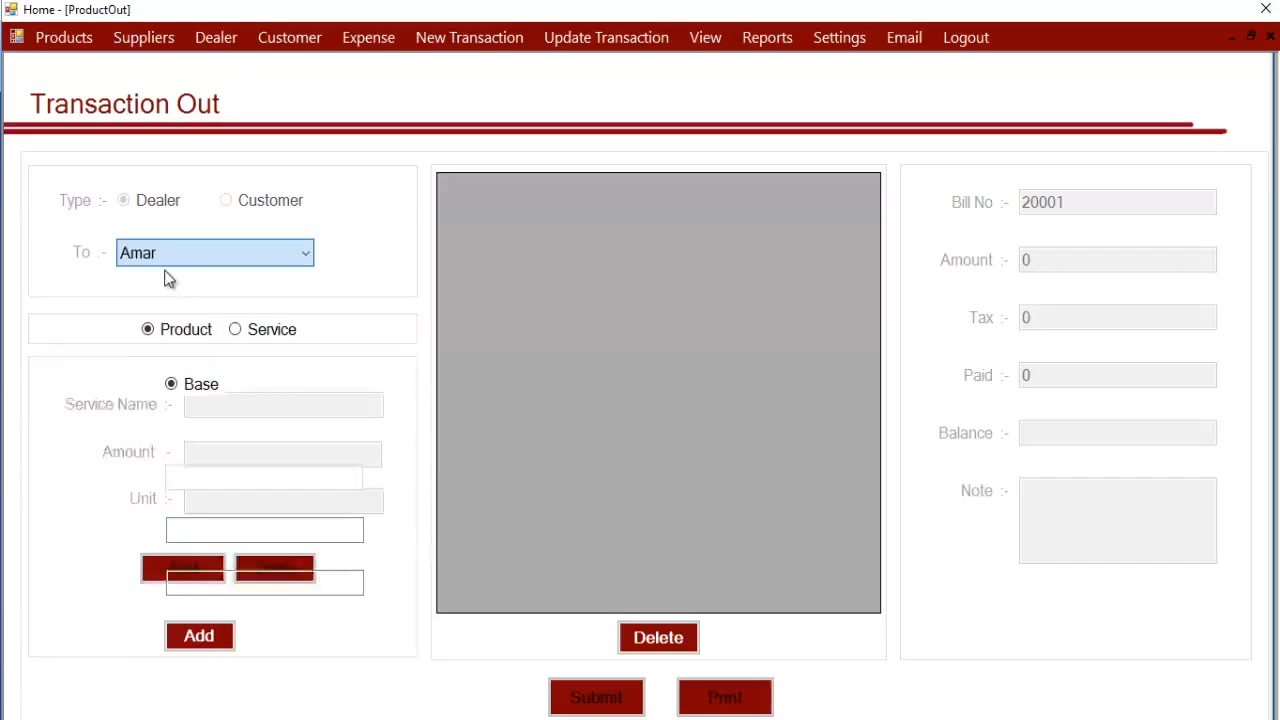 Home - [ProductOut]
Products Suppliers Dealer Customer Expense New Transaction Update Transaction View Reports Settings Email Logout
Transaction Out
Type :- Dealer Customer
To :- Amar
Product Service
Base
Service Name :-
Amount -
Unit :-
Add
Delete
Submit Print
Bill No :- 20001
Amount :- 0
Tax :- 0
Paid :- 0
Balance :-
Note :-